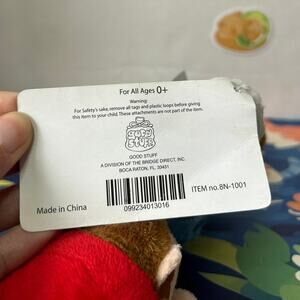 For All Ages 0+
Warning:
For Safety's sake, remove all tags and plastic loops before giving
this item to your child. These attachments are not part of the item.
GOOD STUFF
GOOD STUFF
A DIVISION OF THE BRIDGE DIRECT, INC.
BOCA RATON, FL. 33431
ITEM no.8N-1001
Made in China
099234013016